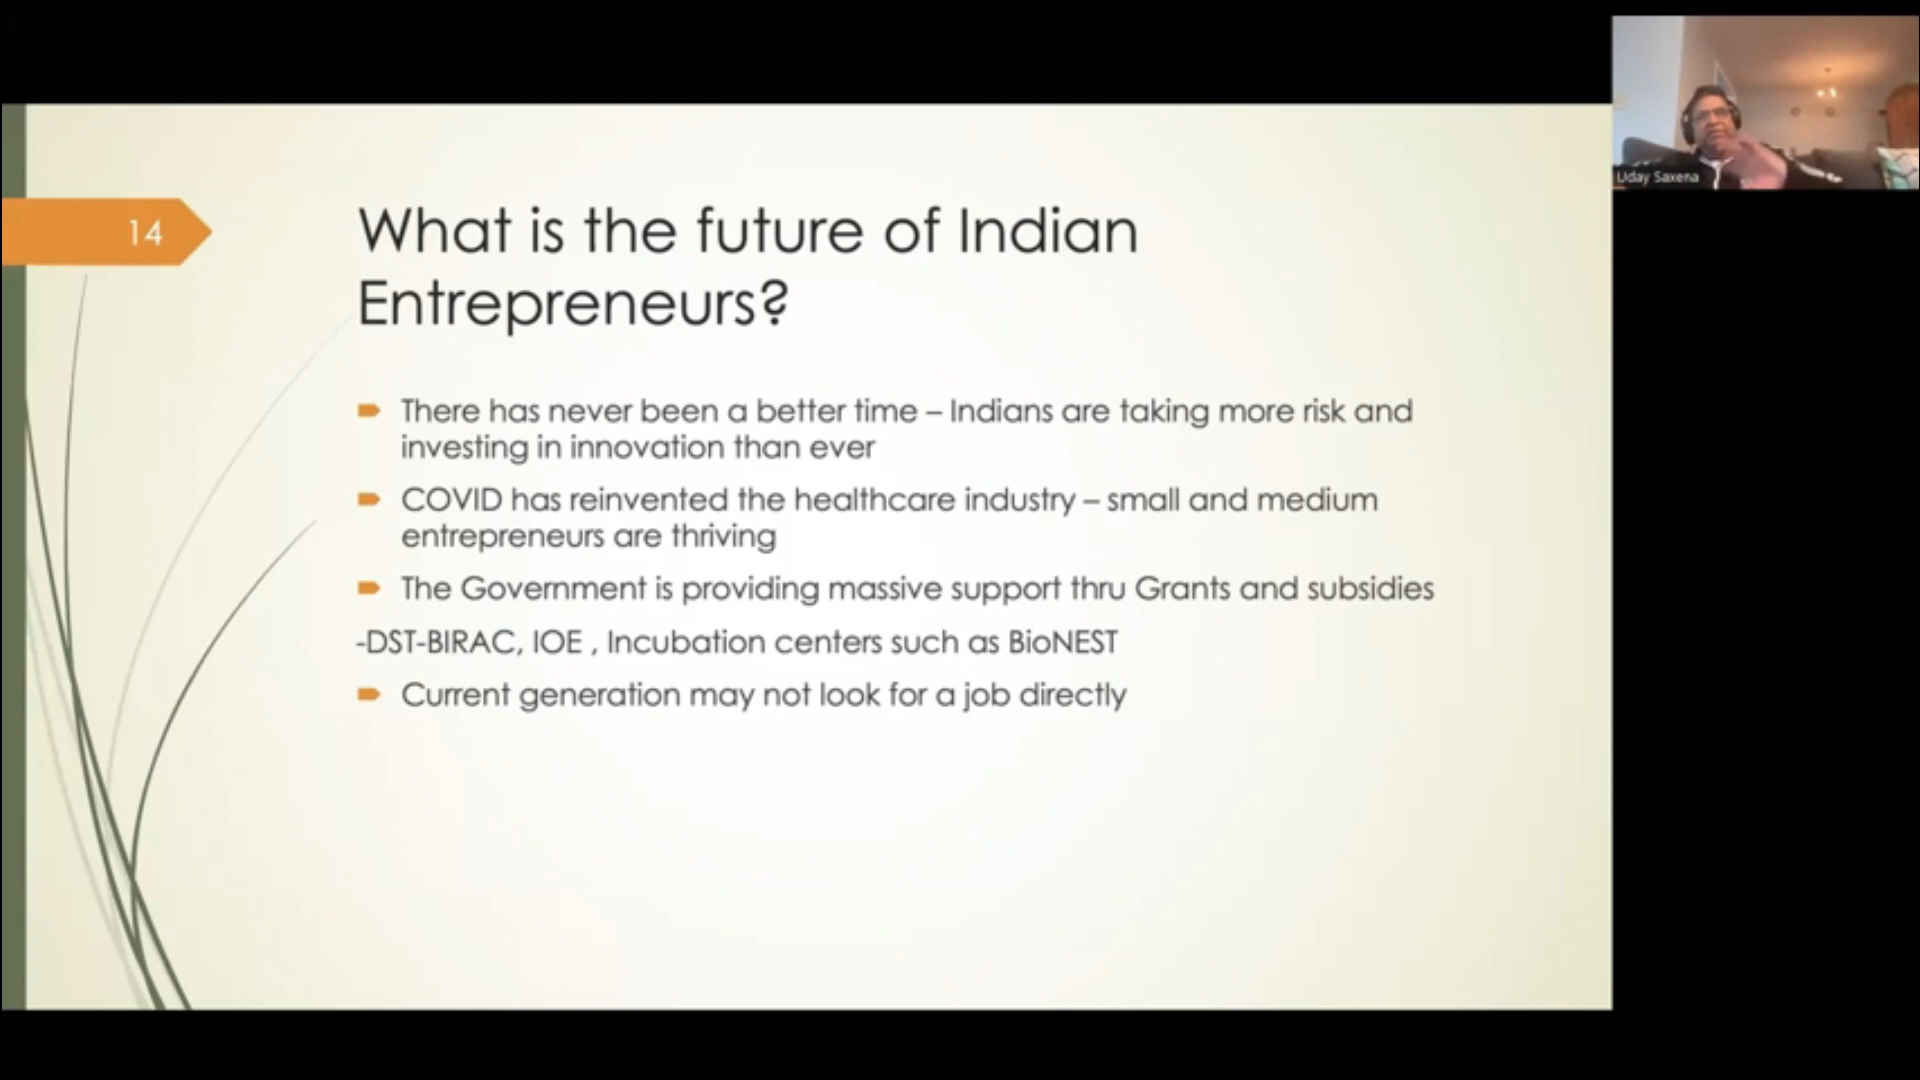 14
What is the future of Indian
Entrepreneurs?
There has never been a better time – Indians are taking more risk and
investing in innovation than ever
COVID has reinvented the healthcare industry – small and medium
entrepreneurs are thriving
The Government is providing massive support thru Grants and subsidies
-DST-BIRAC, IOE , Incubation centers such as BioNEST
Current generation may not look for a job directly
Uday Saxena